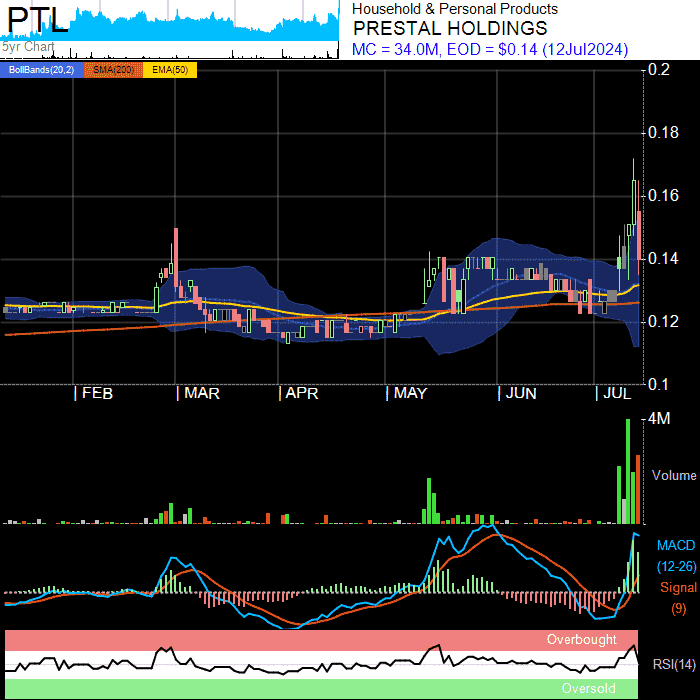 PTL
5yr Chart
Household & Personal Products
PRESTAL HOLDINGS
MC = 34.0M, EOD = $0.14 (12Jul2024)
BollBands(20,2) SMA(200) EMA(50)
0.2
0.18
0.16
0.14
0.12
0.1
FEB MAR APR MAY JUN JUL
4M
Volume
MACD
(12-26)
Signal
(9)
Overbought
RSI(14)
Oversold